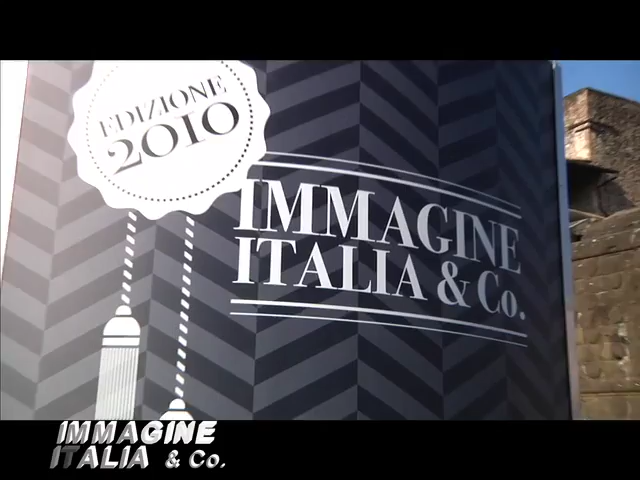 EDIZIONE
2010
IMMAGINE
ITALIA & Co.
IMMAGINE
ITALIA & Co.